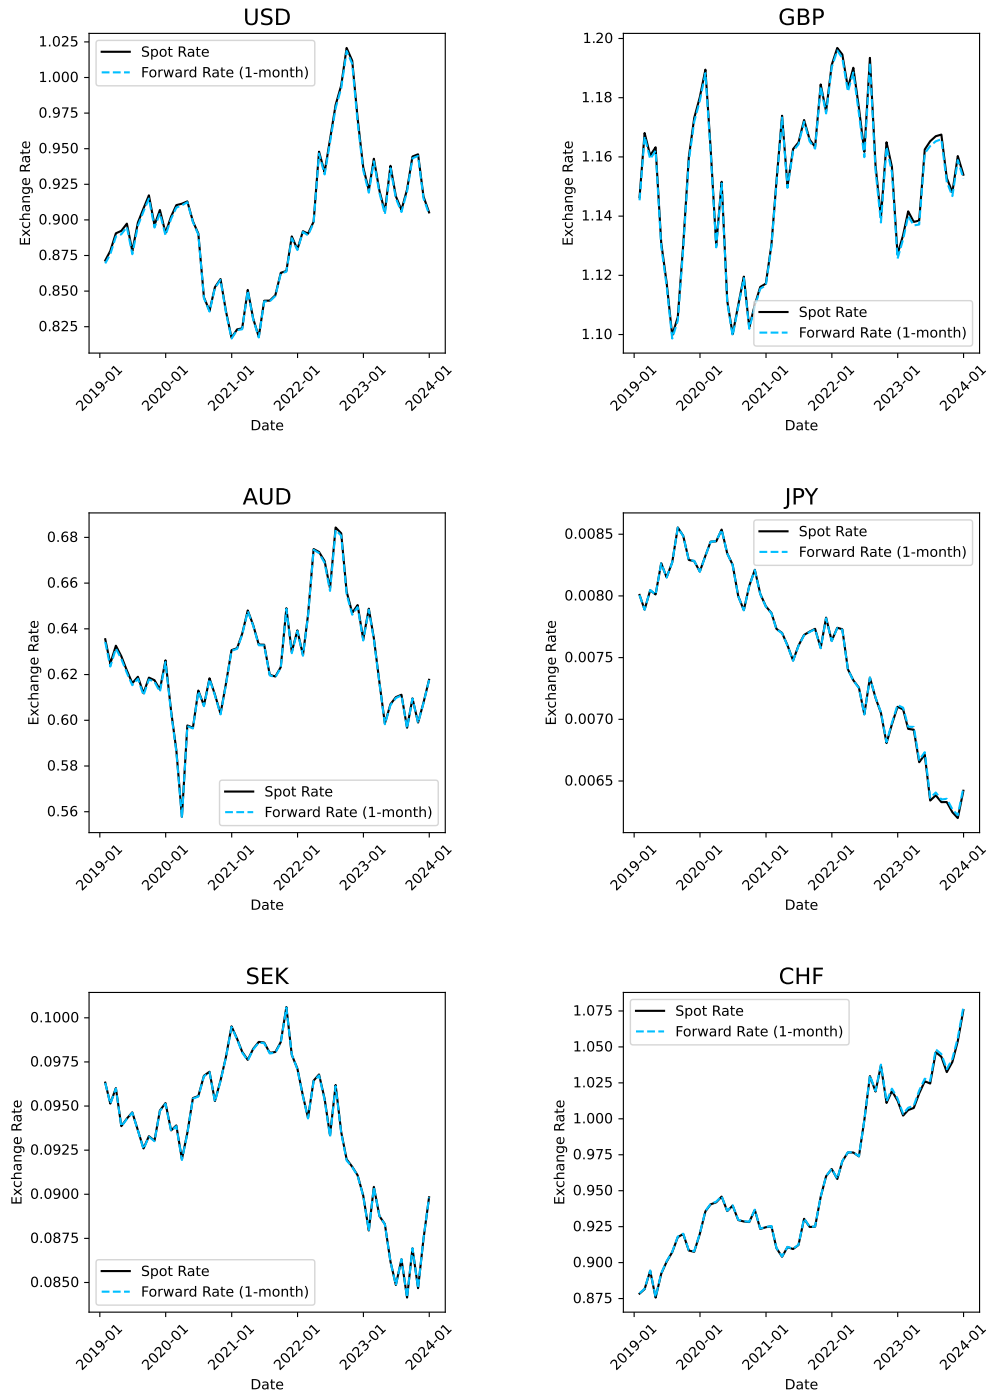 USD
Exchange Rate
1.025
1.000
0.975
0.950
0.925
0.900
0.875
0.850
0.825
Spot Rate
Forward Rate (1-month)
2019-01
2020-01
2021-01
2022-01
2023-01
2024-01
Date
GBP
Exchange Rate
1.20
1.18
1.16
1.14
1.12
1.10
Spot Rate
Forward Rate (1-month)
2019-01
2020-01
2021-01
2022-01
2023-01
2024-01
Date
AUD
Exchange Rate
0.68
0.66
0.64
0.62
0.60
0.58
0.56
Spot Rate
Forward Rate (1-month)
2019-01
2020-01
2021-01
2022-01
2023-01
2024-01
Date
JPY
Exchange Rate
0.0085
0.0080
0.0075
0.0070
0.0065
Spot Rate
Forward Rate (1-month)
2019-01
2020-01
2021-01
2022-01
2023-01
2024-01
Date
SEK
Exchange Rate
0.1000
0.0975
0.0950
0.0925
0.0900
0.0875
0.0850
Spot Rate
Forward Rate (1-month)
2019-01
2020-01
2021-01
2022-01
2023-01
2024-01
Date
CHF
Exchange Rate
1.075
1.050
1.025
1.000
0.975
0.950
0.925
0.900
0.875
Spot Rate
Forward Rate (1-month)
2019-01
2020-01
2021-01
2022-01
2023-01
2024-01
Date